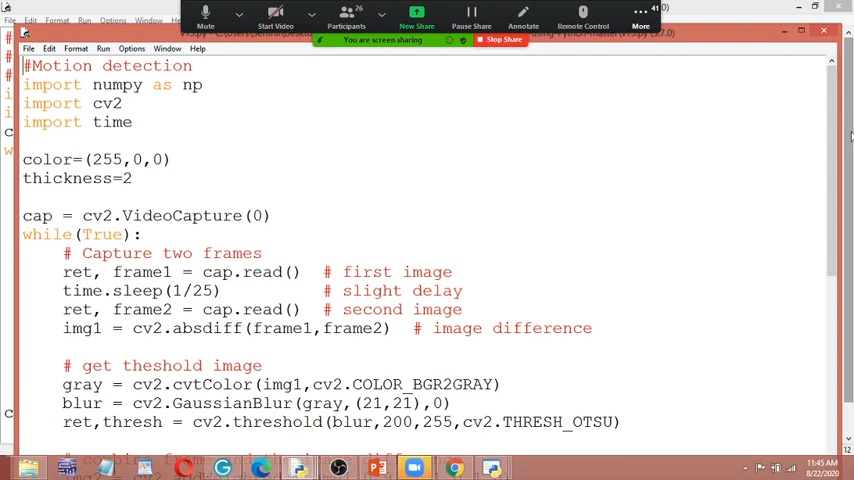 26
41
Mute
Start Video
Participants
New Share
Pause Share
Annotate
Remote Control
More
You are screen sharing
Stop Share
File Edit Format Run Options Window Help
#Motion detection
import numpy as np
import cv2
import time
color=(255,0,0)
thickness=2
cap = cv2.VideoCapture(0)
while(True):
# Capture two frames
ret, frame1 = cap.read() # first image
time.sleep(1/25) # slight delay
ret, frame2 = cap.read() # second image
img1 = cv2.absdiff(frame1,frame2) # image difference
# get theshold image
gray = cv2.cvtColor(img1,cv2.COLOR_BGR2GRAY)
blur = cv2.GaussianBlur(gray,(21,21),0)
ret,thresh = cv2.threshold(blur,200,255,cv2.THRESH_OTSU)
12
11:45 AM
8/22/2020